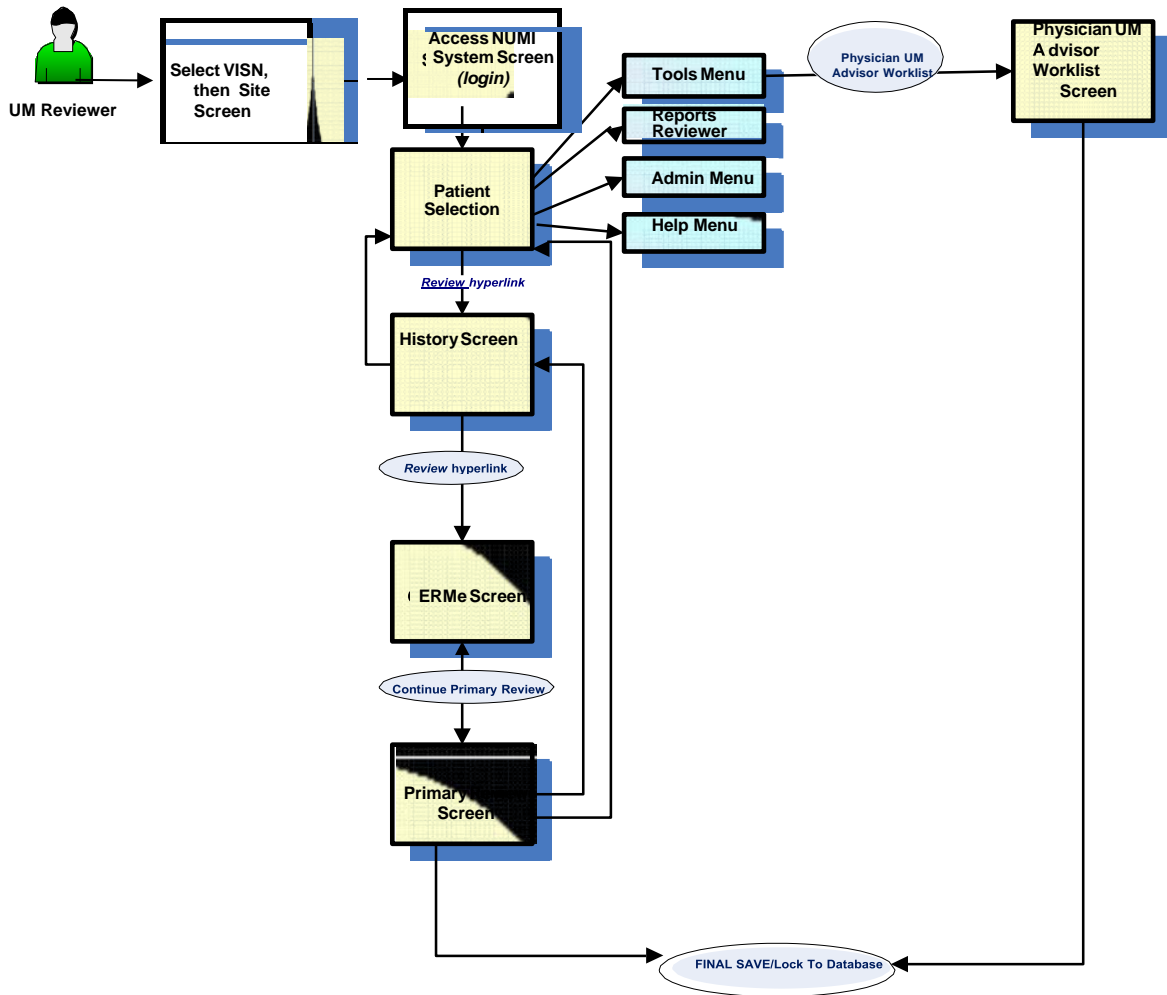 UM Reviewer
Select VISN,
then Site
Screen
Access NUMI
System Screen
(login)
Tools Menu
Physician UM
Advisor Worklist
Physician UM
A dvisor
Worklist
Screen
Reports
Reviewer
Admin Menu
Help Menu
Patient
Selection
Review hyperlink
History Screen
Review hyperlink
ERMe Screen
Continue Primary Review
Primary
Screen
FINAL SAVE/Lock To Database